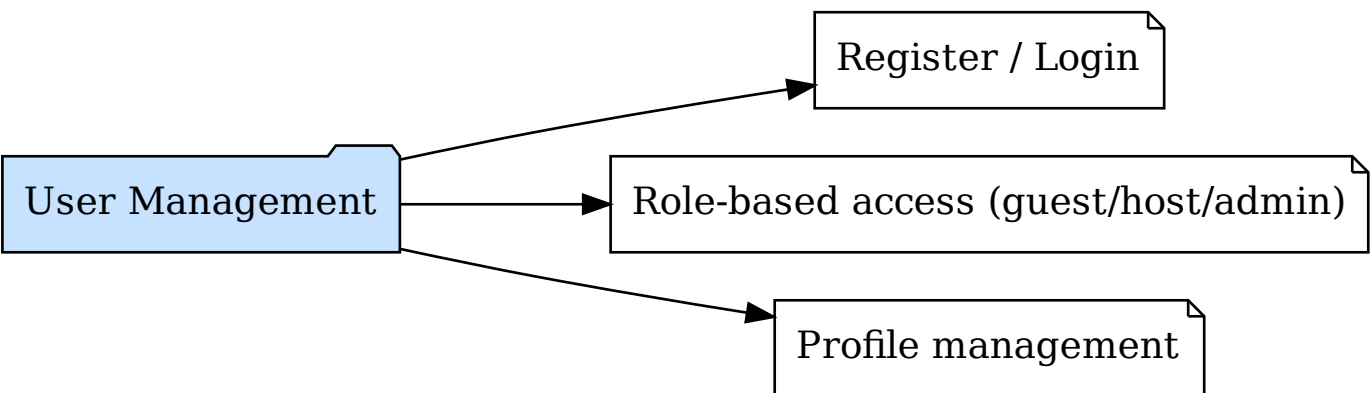 Register / Login
User Management
Role-based access (guest/host/admin)
Profile management